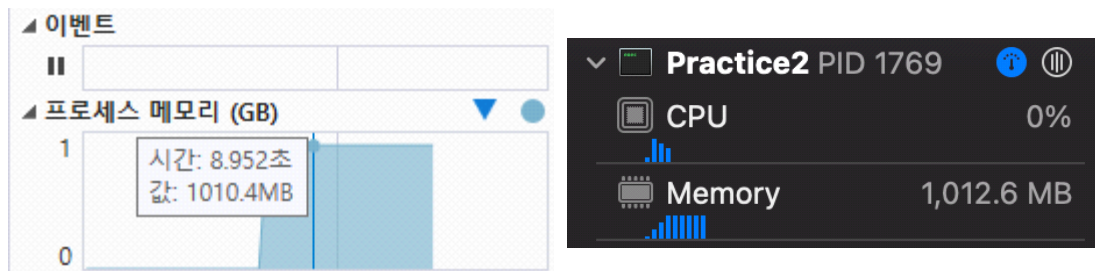 이벤트
프로세스 메모리 (GB)
1
시간: 8.952초
값: 1010.4MB
0
Practice2 PID 1769
CPU 0%
Memory 1,012.6 MB